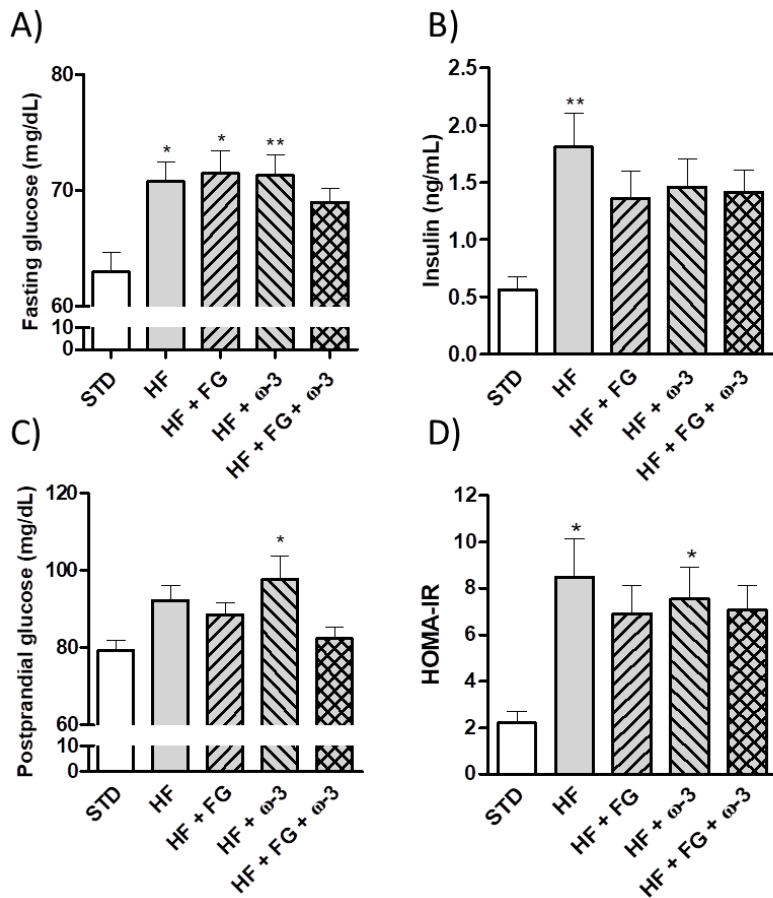 A)
Fasting glucose (mg/dL)
80
70
60
10
0
*
*
**
STD
HF
HF + FG
HF + ω-3
HF + FG + ω-3
B)
Insulin (ng/mL)
2.5
2.0
1.5
1.0
0.5
0.0
**
STD
HF
HF + FG
HF + ω-3
HF + FG + ω-3
C)
Postprandial glucose (mg/dL)
120
100
80
60
10
0
*
STD
HF
HF + FG
HF + ω-3
HF + FG + ω-3
D)
HOMA-IR
12
10
8
6
4
2
0
*
*
STD
HF
HF + FG
HF + ω-3
HF + FG + ω-3